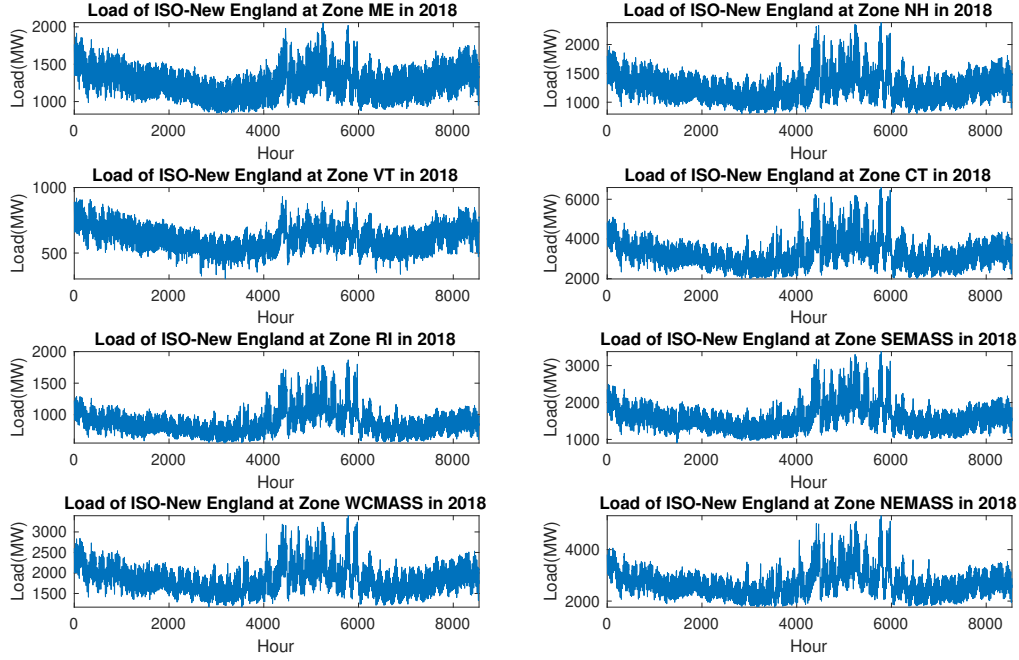 Load of ISO-New England at Zone ME in 2018
Load(MW)
2000
1500
1000
0 2000 4000 6000 8000
Hour
Load of ISO-New England at Zone NH in 2018
Load(MW)
2000
1500
1000
0 2000 4000 6000 8000
Hour
Load of ISO-New England at Zone VT in 2018
Load(MW)
1000
500
0 2000 4000 6000 8000
Hour
Load of ISO-New England at Zone CT in 2018
Load(MW)
6000
4000
2000
0 2000 4000 6000 8000
Hour
Load of ISO-New England at Zone RI in 2018
Load(MW)
2000
1500
1000
0 2000 4000 6000 8000
Hour
Load of ISO-New England at Zone SEMASS in 2018
Load(MW)
3000
2000
1000
0 2000 4000 6000 8000
Hour
Load of ISO-New England at Zone WCMASS in 2018
Load(MW)
3000
2500
2000
1500
0 2000 4000 6000 8000
Hour
Load of ISO-New England at Zone NEMASS in 2018
Load(MW)
4000
2000
0 2000 4000 6000 8000
Hour